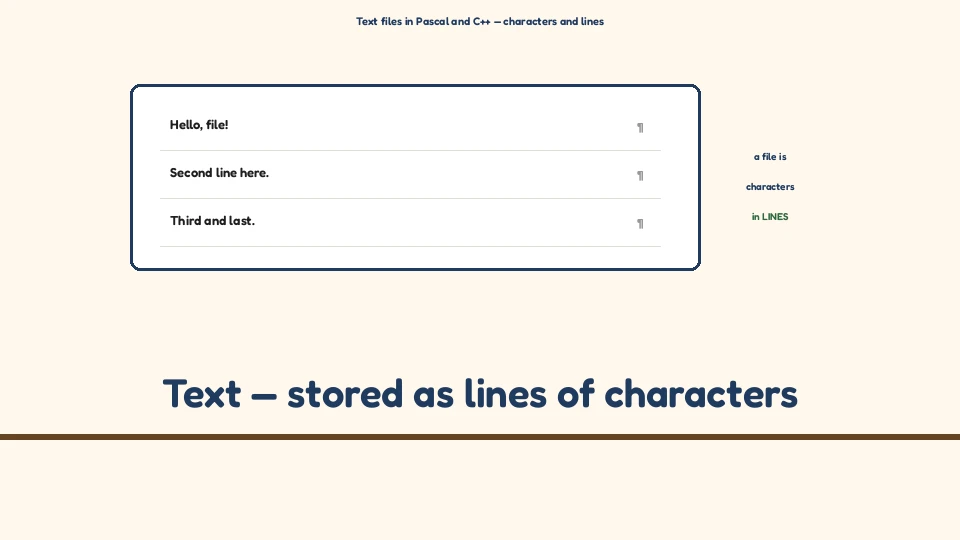 Text files in Pascal and C++ — characters and lines
Hello, file! ¶
Second line here. ¶
Third and last. ¶
a file is
characters
in LINES
Text — stored as lines of characters